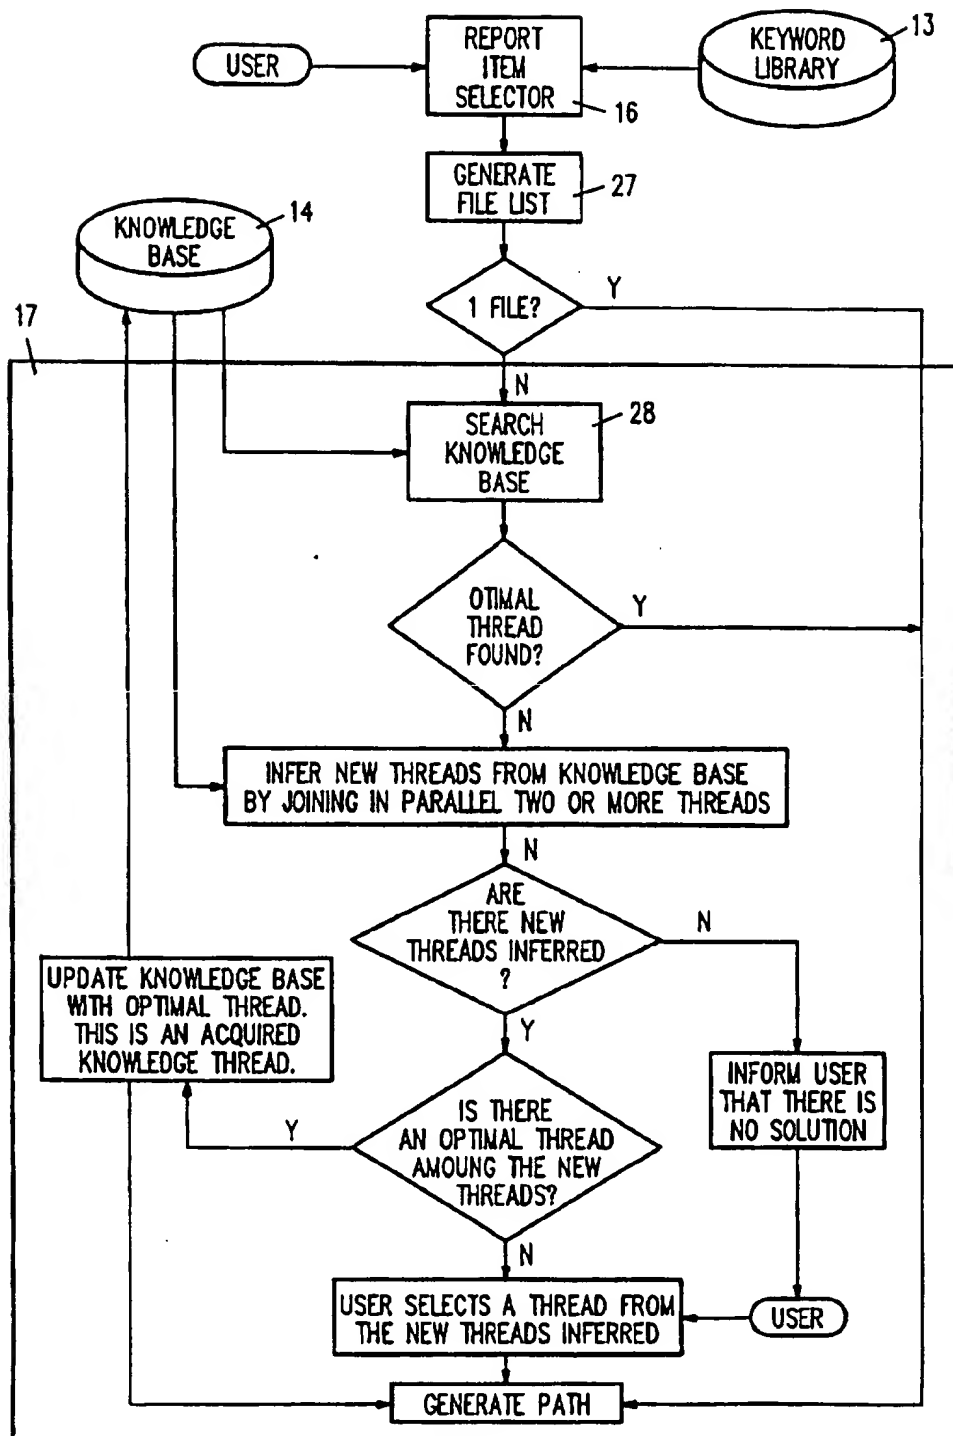 USER
REPORT
ITEM
SELECTOR
16
KEYWORD
LIBRARY
13
GENERATE
FILE LIST
27
KNOWLEDGE
BASE
14
1 FILE?
Y
17
N
SEARCH
KNOWLEDGE
BASE
28
OTIMAL
THREAD
FOUND?
Y
N
INFER NEW THREADS FROM KNOWLEDGE BASE
BY JOINING IN PARALLEL TWO OR MORE THREADS
N
ARE
THERE NEW
THREADS INFERRED
?
N
Y
UPDATE KNOWLEDGE BASE
WITH OPTIMAL THREAD.
THIS IS AN ACQUIRED
KNOWLEDGE THREAD.
INFORM USER
THAT THERE IS
NO SOLUTION
IS THERE
AN OPTIMAL THREAD
AMOUNG THE NEW
THREADS?
Y
N
USER SELECTS A THREAD FROM
THE NEW THREADS INFERRED
USER
GENERATE PATH